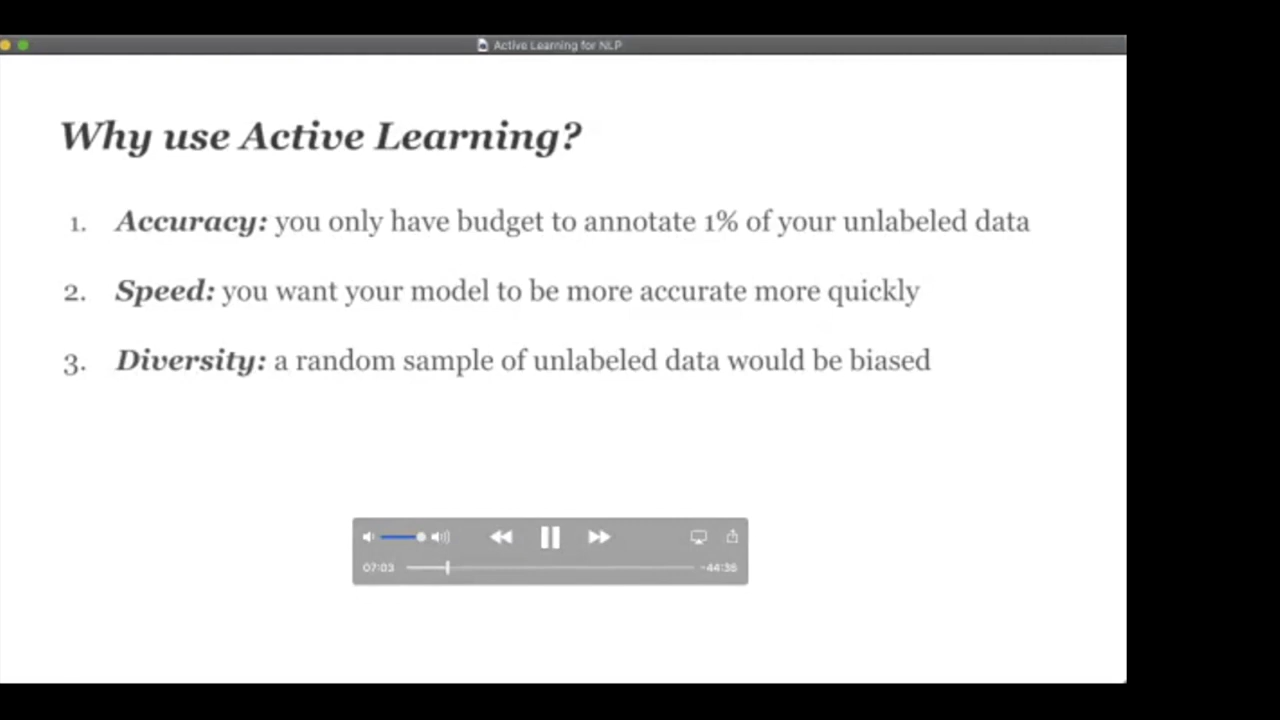 Active Learning for NLP
Why use Active Learning?
1. Accuracy: you only have budget to annotate 1% of your unlabeled data
2. Speed: you want your model to be more accurate more quickly
3. Diversity: a random sample of unlabeled data would be biased
07:03
-44:36